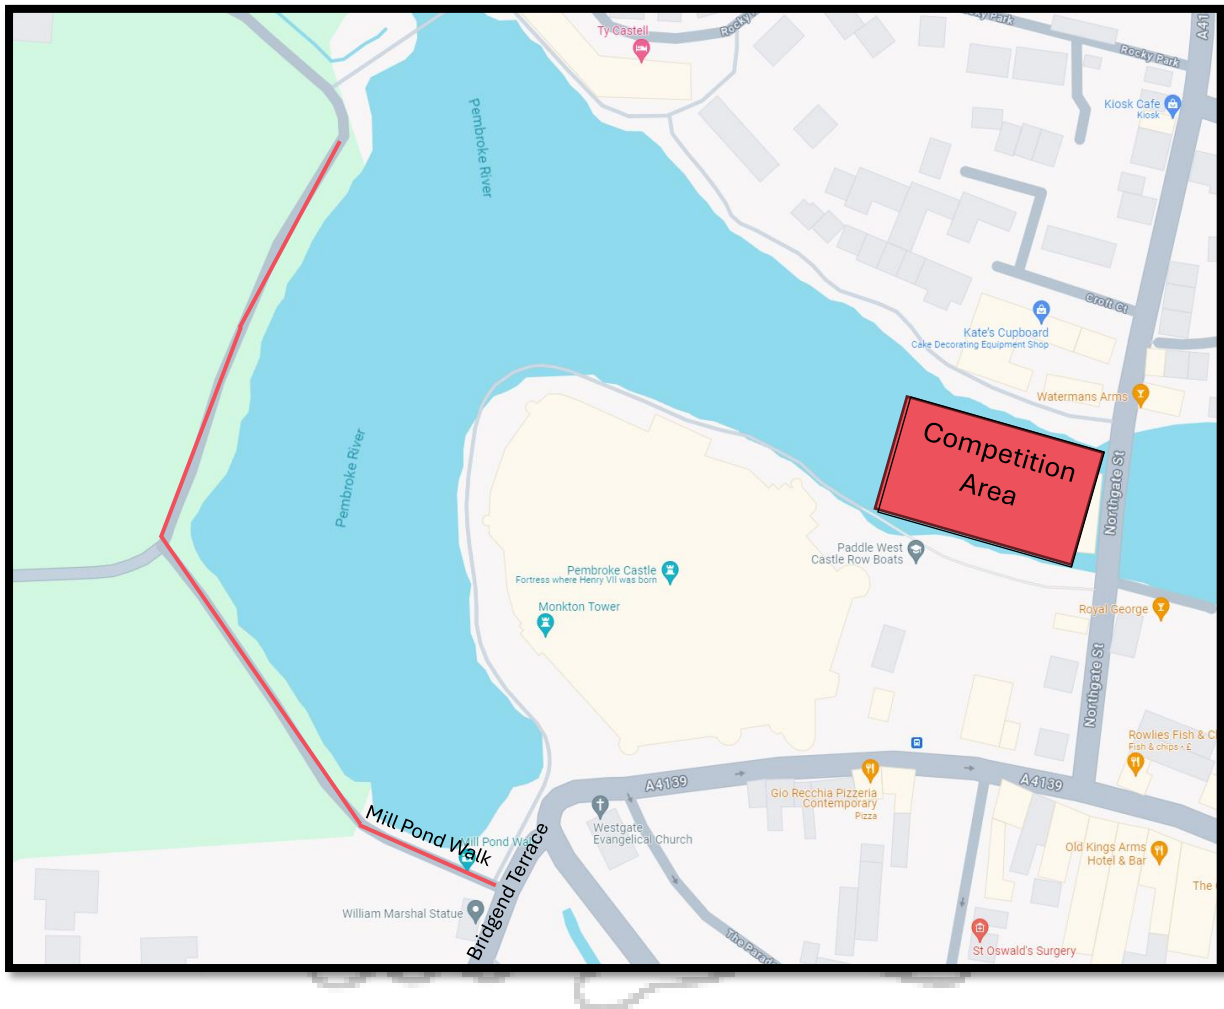 Ty Castell
Rocky Park
Rocky Park
A41
Kiosk Cafe
Kiosk
Pembroke River
Croft Ct
Kate's Cupboard
Cake Decorating Equipment Shop
Watermans Arms
Competition
Area
Northgate St
Pembroke River
Paddle West
Castle Row Boats
Pembroke Castle
Fortress where Henry VII was born
Monkton Tower
Royal George
Northgate St
Rowlies Fish & C
Fish & chips • £
A4139
A4139
Gio Recchia Pizzeria
Contemporary
Pizza
Westgate
Evangelical Church
Mill Pond Walk
Mill Pond Wa
Bridgend Terrace
Old Kings Arms
Hotel & Bar
The
William Marshal Statue
The Parade
St Oswald's Surgery